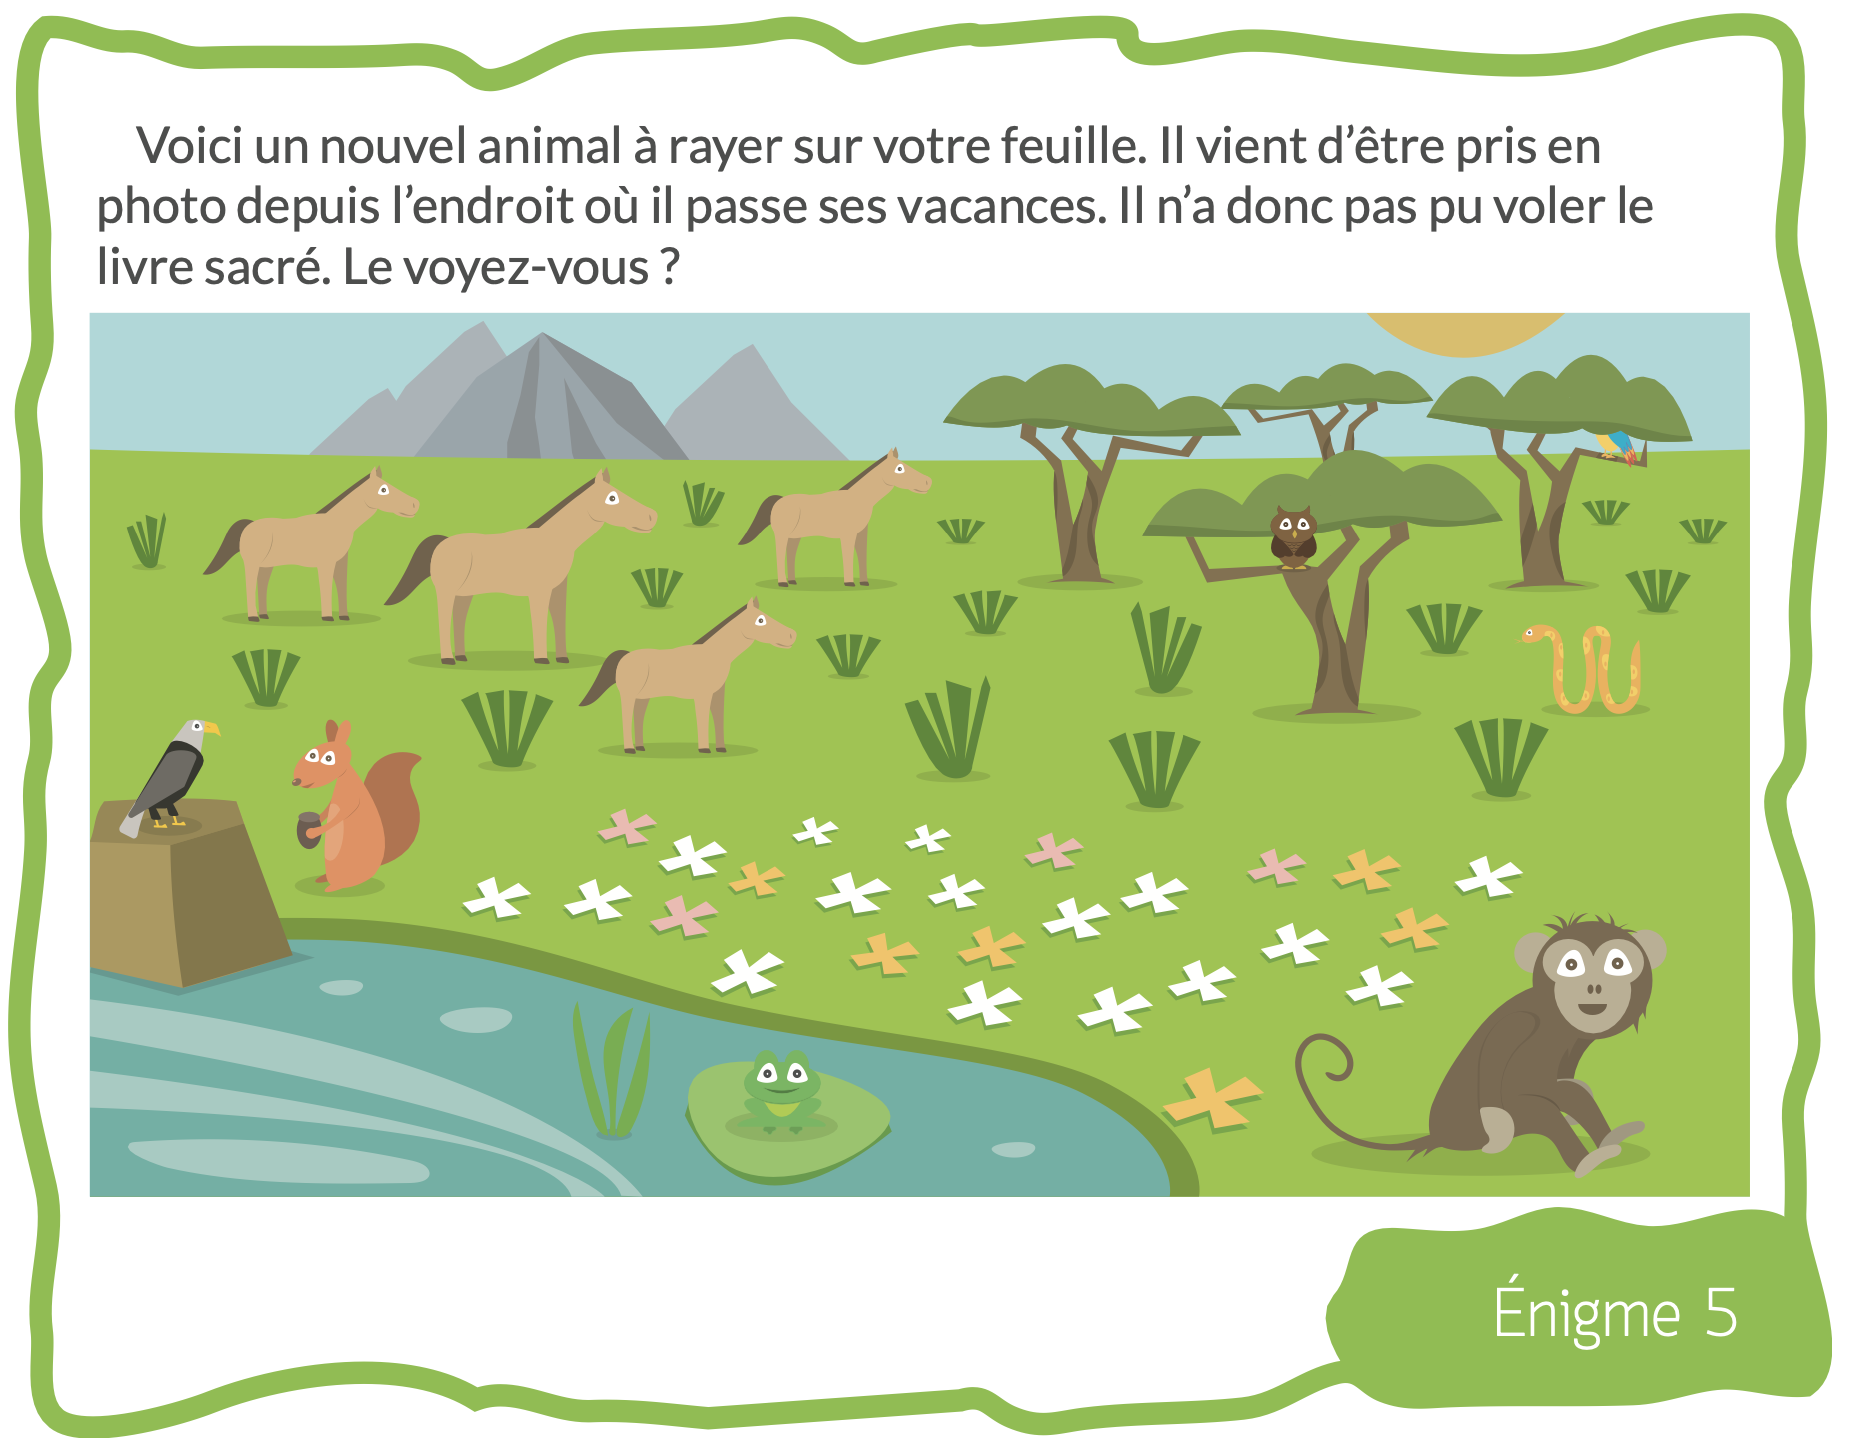 Voici un nouvel animal à rayer sur votre feuille. Il vient d’être pris en
photo depuis l’endroit où il passe ses vacances. Il n’a donc pas pu voler le
livre sacré. Le voyez-vous ?
Énigme 5